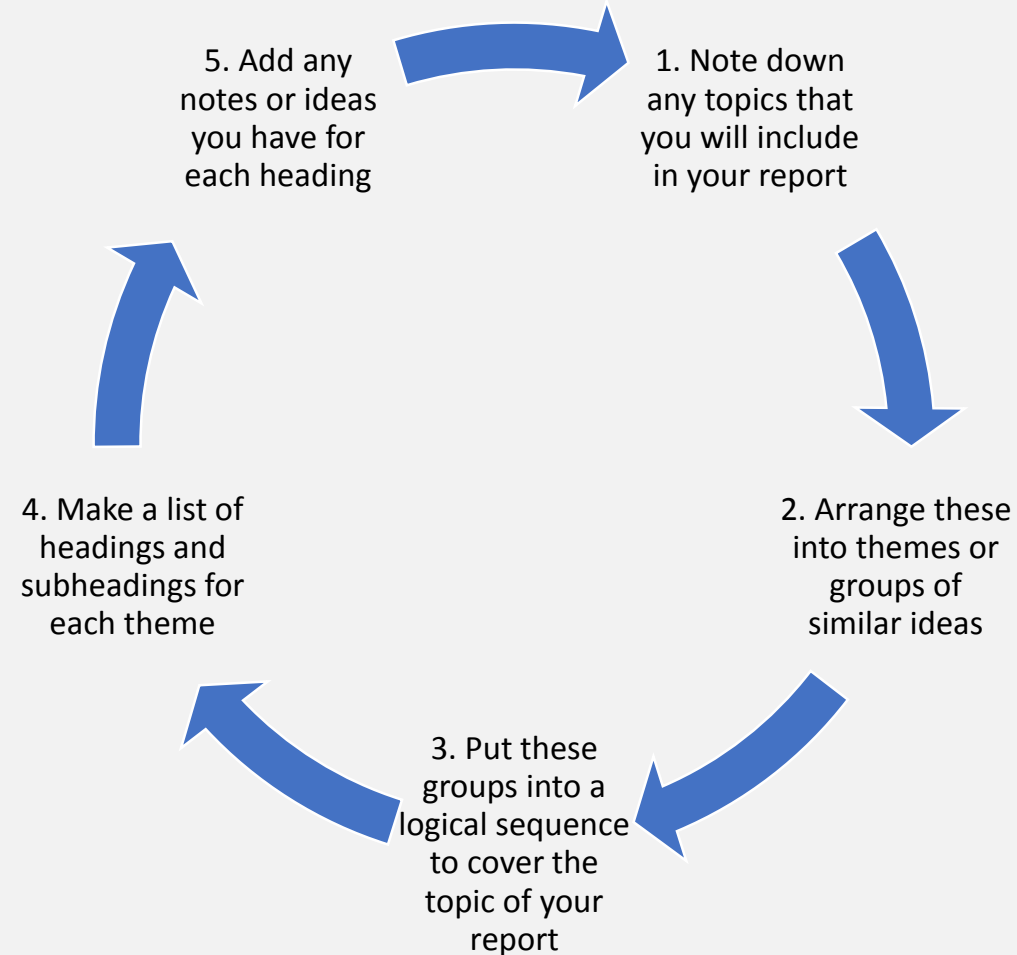 1. Note down
any topics that
you will include
in your report
2. Arrange these
into themes or
groups of
similar ideas
3. Put these
groups into a
logical sequence
to cover the
topic of your
report
4. Make a list of
headings and
subheadings for
each theme
5. Add any
notes or ideas
you have for
each heading